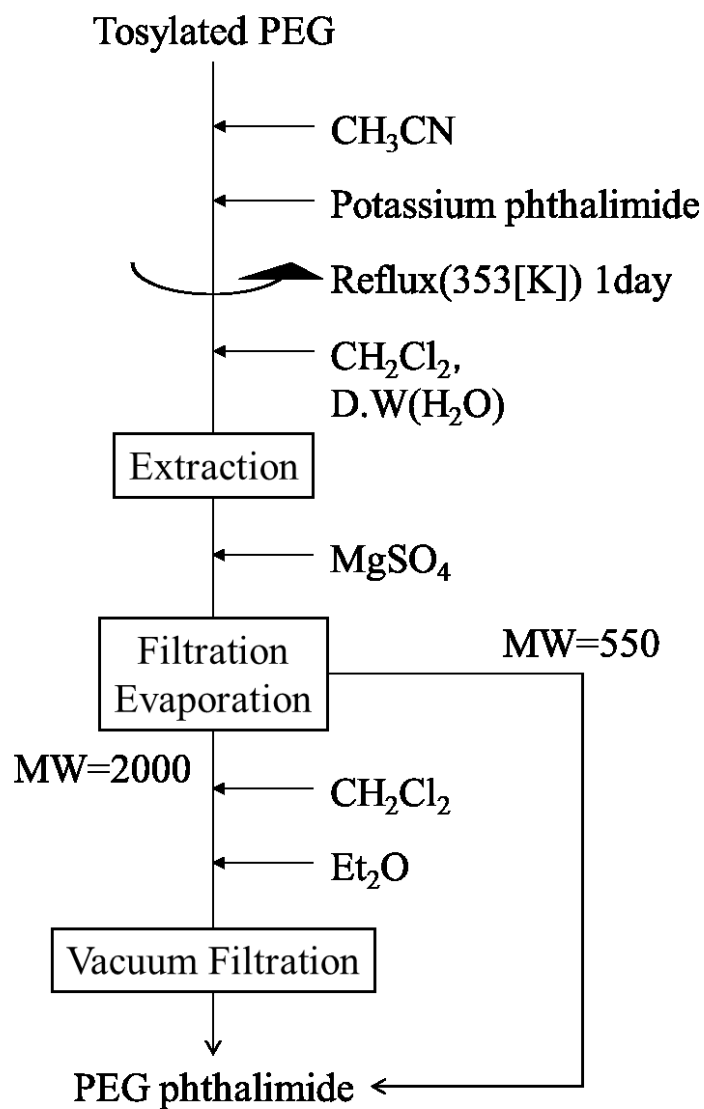 Tosylated PEG
CH₃CN
Potassium phthalimide
Reflux(353[K]) 1day
CH₂Cl₂,
D.W(H₂O)
Extraction
MgSO₄
Filtration
Evaporation
MW=550
MW=2000
CH₂Cl₂
Et₂O
Vacuum Filtration
PEG phthalimide